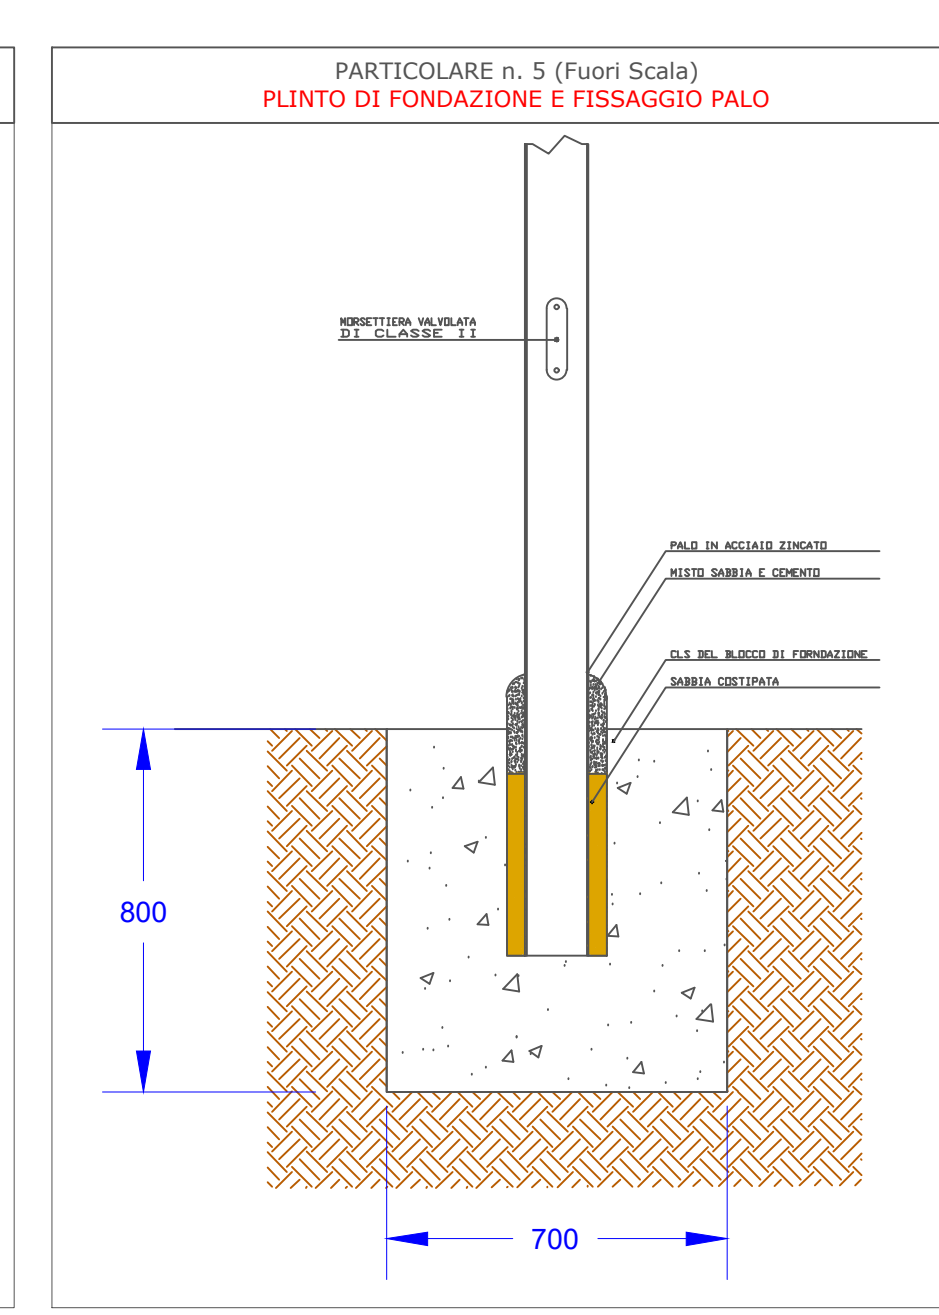 PARTICOLARE n. 5 (Fuori Scala)
PLINTO DI FONDAZIONE E FISSAGGIO PALO
MORSETTIERA VALVOLATA
DI CLASSE II
PALO IN ACCIAIO ZINCATO
MISTO SABBIA E CEMENTO
CLS DEL BLOCCO DI FORNDAZIONE
SABBIA COSTIPATA
800
700